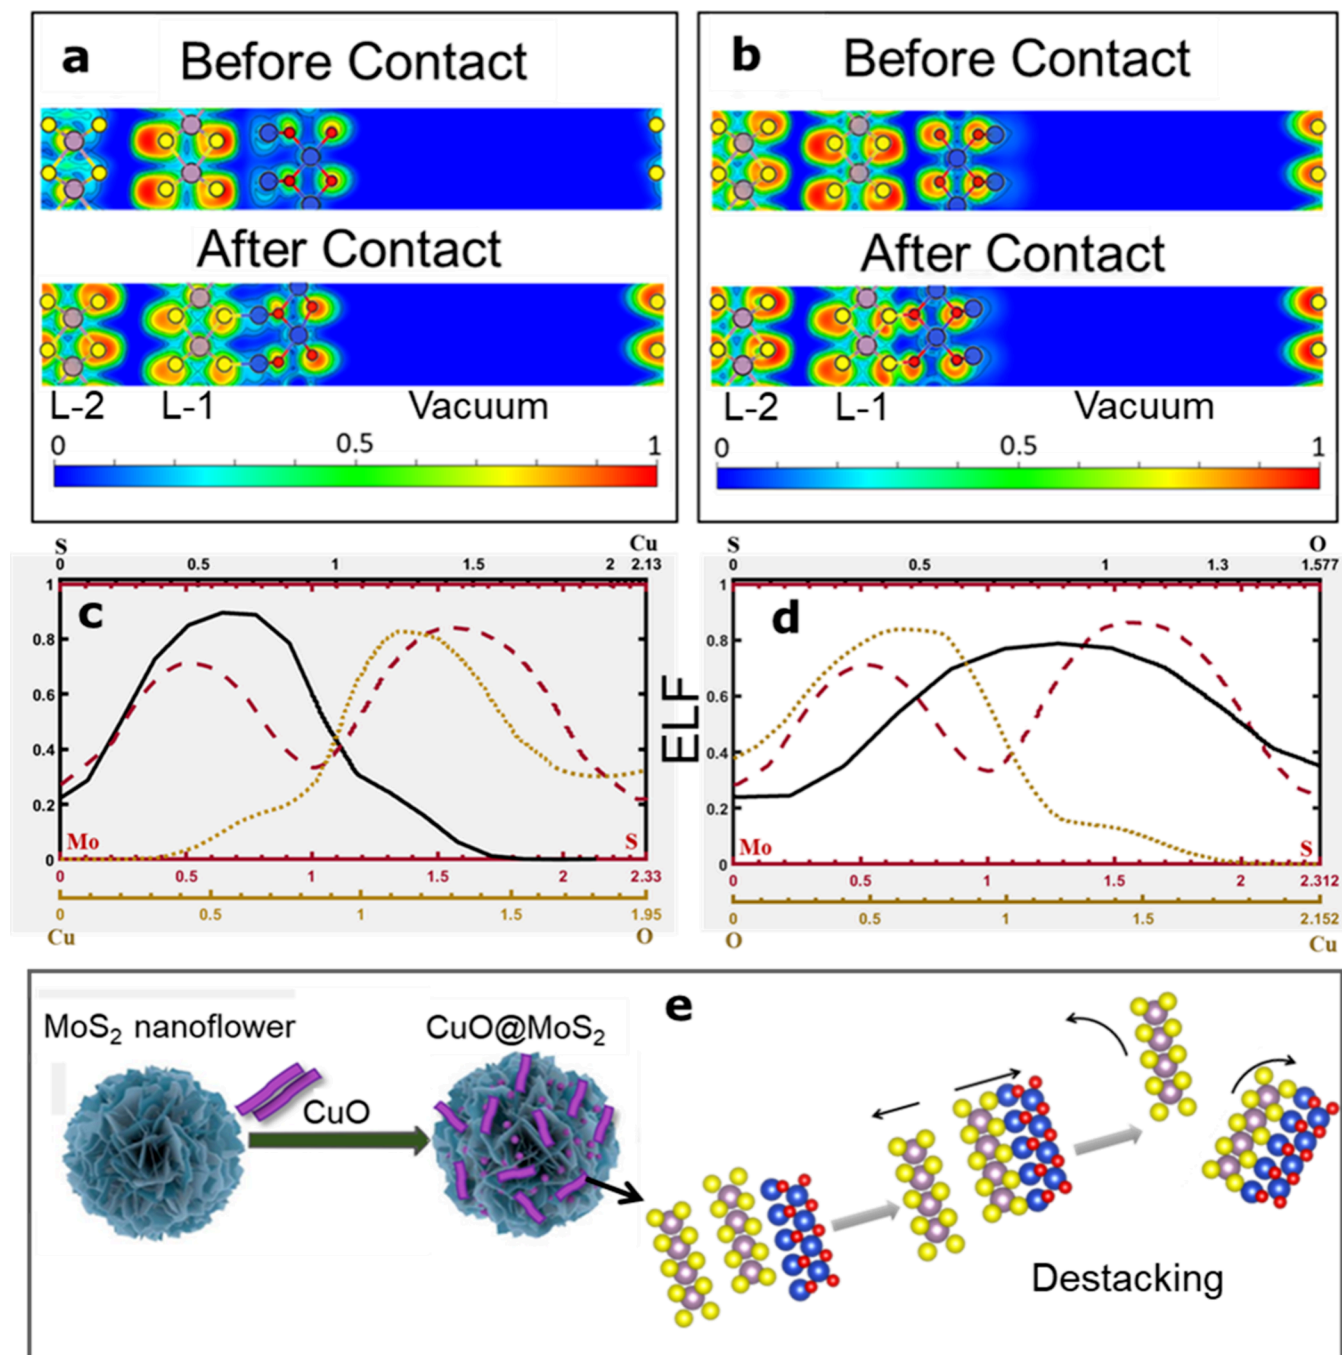 a
Before Contact
After Contact
L-2 L-1 Vacuum
0 0.5 1
b
Before Contact
After Contact
L-2 L-1 Vacuum
0 0.5 1
S Cu
0 0.5 1 1.5 2 2.13
c
1
0.8
0.6
0.4
0.2
0
Mo S
0 0.5 1 1.5 2 2.33
0 0.5 1 1.5 1.95
Cu O
S O
0 0.5 1 1.3 1.577
d
ELF
1
0.8
0.6
0.4
0.2
0
Mo S
0 0.5 1 1.5 2 2.312
0 0.5 1 1.5 2.152
O Cu
e
MoS2 nanoflower
CuO
CuO@MoS2
Destacking